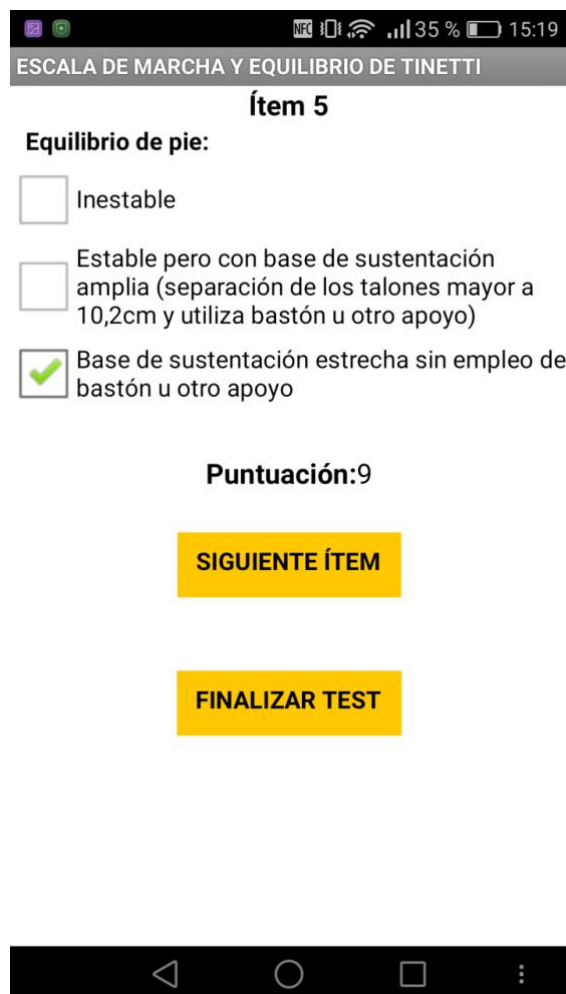 NFC 35 % 15:19
ESCALA DE MARCHA Y EQUILIBRIO DE TINETTI
Ítem 5
Equilibrio de pie:
Inestable
Estable pero con base de sustentación
amplia (separación de los talones mayor a
10,2cm y utiliza bastón u otro apoyo)
Base de sustentación estrecha sin empleo de
bastón u otro apoyo
Puntuación:9
SIGUIENTE ÍTEM
FINALIZAR TEST